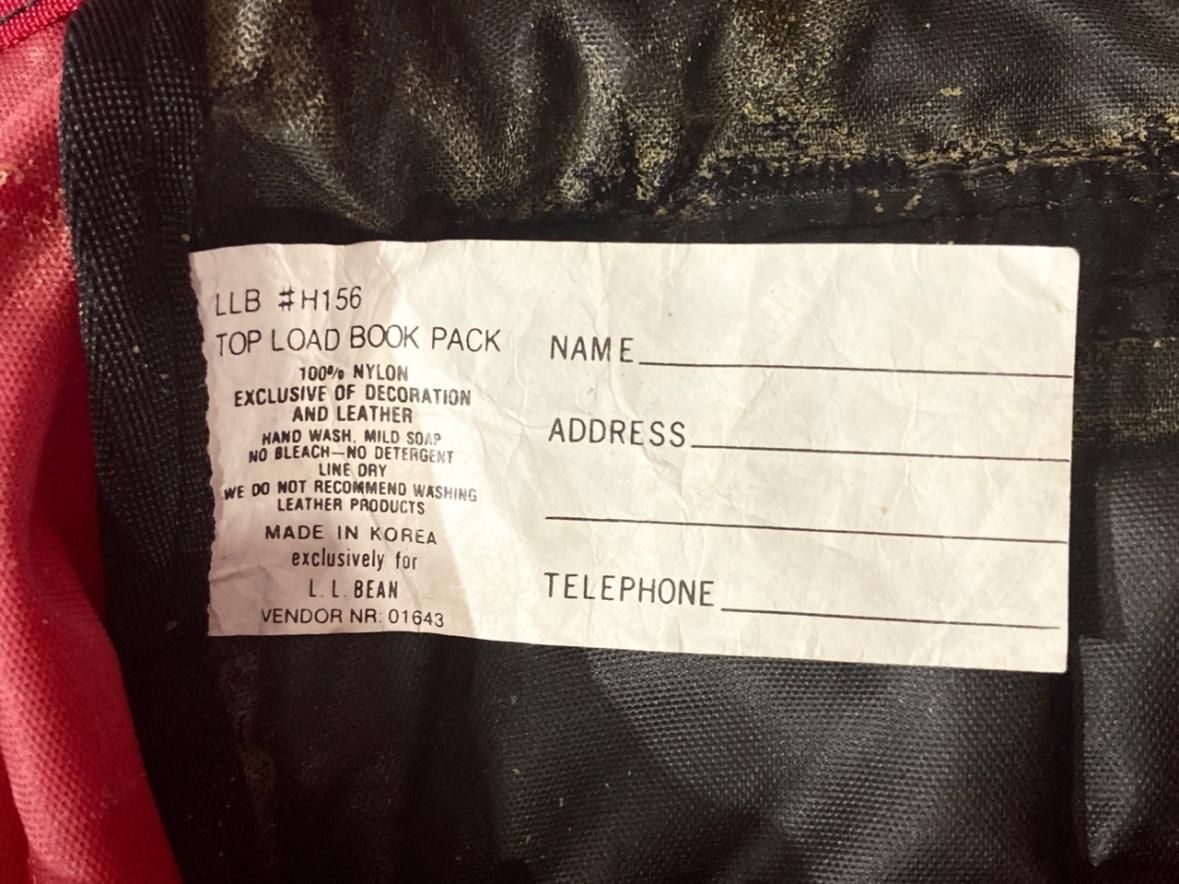 LLB #H156
TOP LOAD BOOK PACK
100% NYLON
EXCLUSIVE OF DECORATION
AND LEATHER
HAND WASH, MILD SOAP
NO BLEACH—NO DETERGENT
LINE DRY
WE DO NOT RECOMMEND WASHING
LEATHER PRODUCTS
MADE IN KOREA
exclusively for
L. L. BEAN
VENDOR NR: 01643
NAME
ADDRESS
TELEPHONE